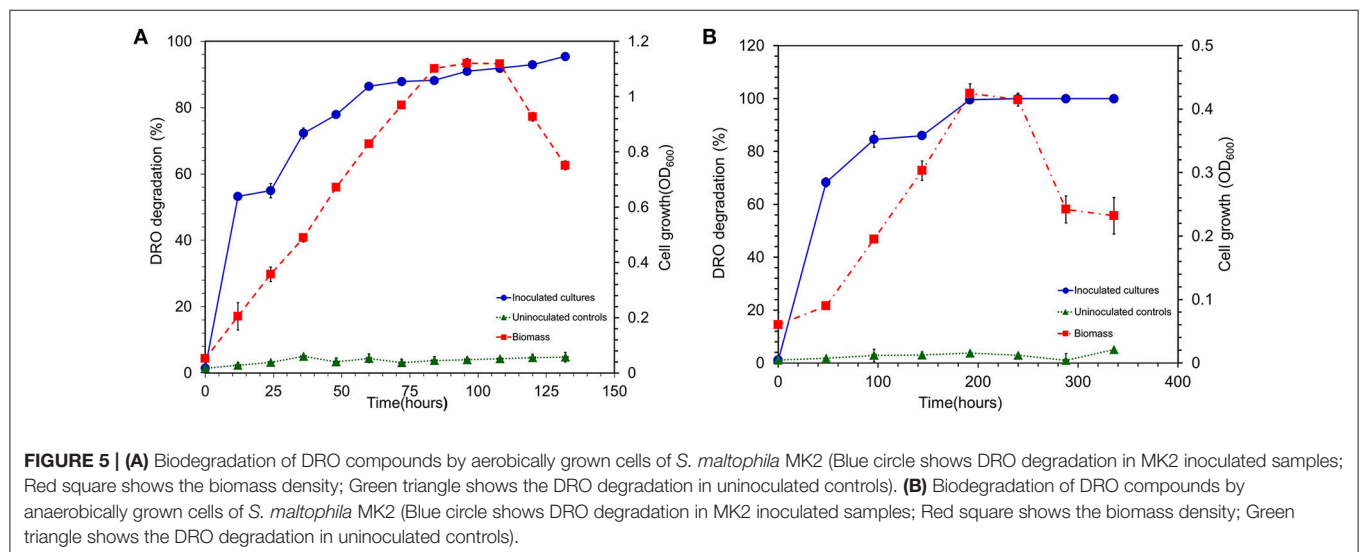 A
DRO degradation (%)
100
80
60
40
20
0
0 25 50 75 100 125 150
Time(hours)
1.2
1
0.8
0.6
0.4
0.2
0
Cell growth(OD600)
Inoculated cultures
Uninoculated controls
Biomass
B
DRO degradation (%)
120
100
80
60
40
20
0
0 100 200 300 400
Time(hours)
0.5
0.4
0.3
0.2
0.1
0
Cell growth (OD600)
Inoculated cultures
Uninoculated controls
Biomass
FIGURE 5 | (A) Biodegradation of DRO compounds by aerobically grown cells of S. maltophila MK2 (Blue circle shows DRO degradation in MK2 inoculated samples;
Red square shows the biomass density; Green triangle shows the DRO degradation in uninoculated controls). (B) Biodegradation of DRO compounds by
anaerobically grown cells of S. maltophila MK2 (Blue circle shows DRO degradation in MK2 inoculated samples; Red square shows the biomass density; Green
triangle shows the DRO degradation in uninoculated controls).